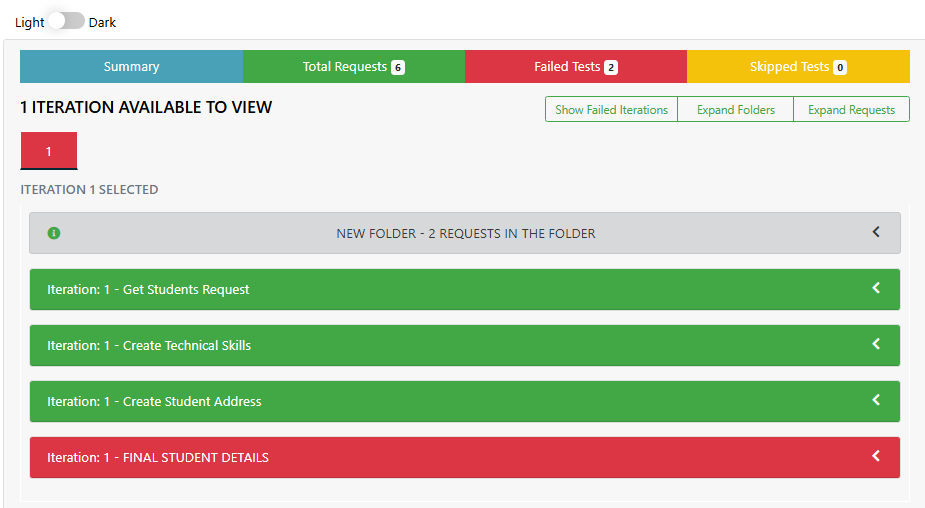 Light Dark
Summary Total Requests 6 Failed Tests 2 Skipped Tests 0
1 ITERATION AVAILABLE TO VIEW Show Failed Iterations Expand Folders Expand Requests
1
ITERATION 1 SELECTED
NEW FOLDER - 2 REQUESTS IN THE FOLDER
Iteration: 1 - Get Students Request
Iteration: 1 - Create Technical Skills
Iteration: 1 - Create Student Address
Iteration: 1 - FINAL STUDENT DETAILS